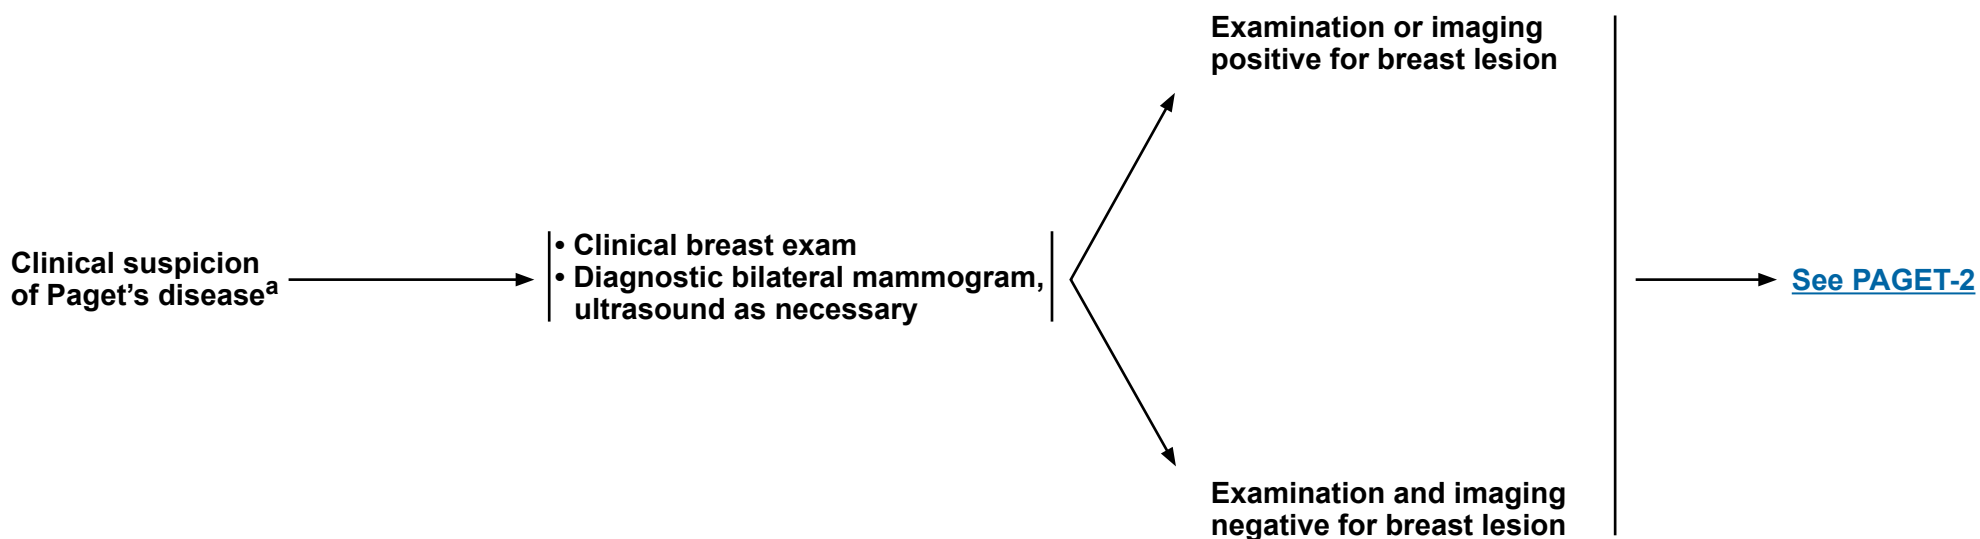 Clinical suspicion
of Paget’s diseaseᵃ
• Clinical breast exam
• Diagnostic bilateral mammogram,
ultrasound as necessary
Examination or imaging
positive for breast lesion
Examination and imaging
negative for breast lesion
See PAGET-2